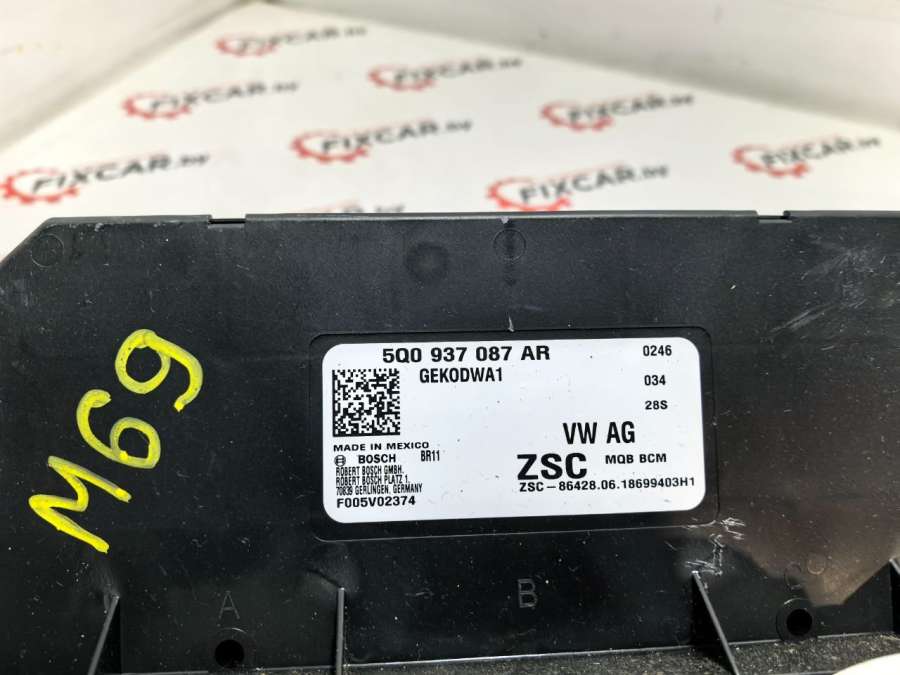 FIXCAR.by
FIXCAR.by
FIXCAR.by
FIXCAR.by
FIXCAR.by
FIXCAR.by
FIXCAR.by
FIXCAR.by
M69
5Q0 937 087 AR
0246
GEKODWA1
034
28S
VW AG
MADE IN MEXICO
BOSCH BR11
ZSC MQB BCM
ROBERT BOSCH GMBH.
ROBERT BOSCH PLATZ 1,
70839 GERLINGEN, GERMANY
ZSC-86428.06.18699403H1
F005V02374
A
B
C